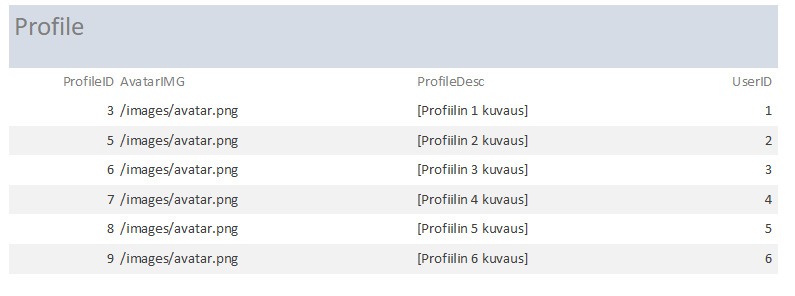 Profile
ProfileID AvatarIMG ProfileDesc UserID
3 /images/avatar.png [Profiilin 1 kuvaus] 1
5 /images/avatar.png [Profiilin 2 kuvaus] 2
6 /images/avatar.png [Profiilin 3 kuvaus] 3
7 /images/avatar.png [Profiilin 4 kuvaus] 4
8 /images/avatar.png [Profiilin 5 kuvaus] 5
9 /images/avatar.png [Profiilin 6 kuvaus] 6